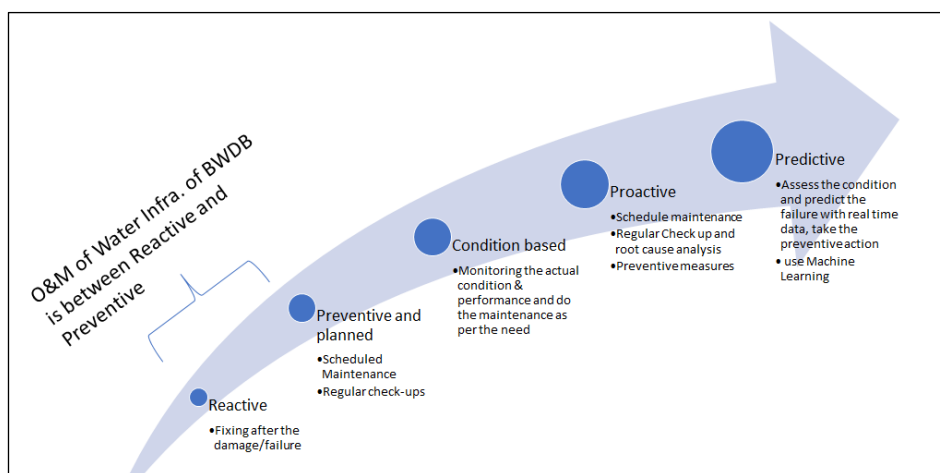 O&M of Water Infra. of BWDB
is between Reactive and
Preventive
Reactive
•Fixing after the
damage/failure
Preventive and
planned
•Scheduled
Maintenance
•Regular check-ups
Condition based
•Monitoring the actual
condition &
performance and do
the maintenance as
per the need
Proactive
•Schedule maintenance
•Regular Check up and
root cause analysis
•Preventive measures
Predictive
•Assess the condition
and predict the
failure with real time
data, take the
preventive action
• use Machine
Learning